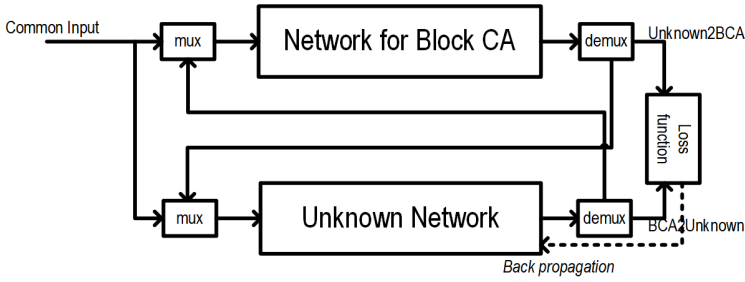 Common Input
mux
Network for Block CA
demux
Unknown2BCA
Loss
function
mux
Unknown Network
demux
BCA2Unknown
Back propagation